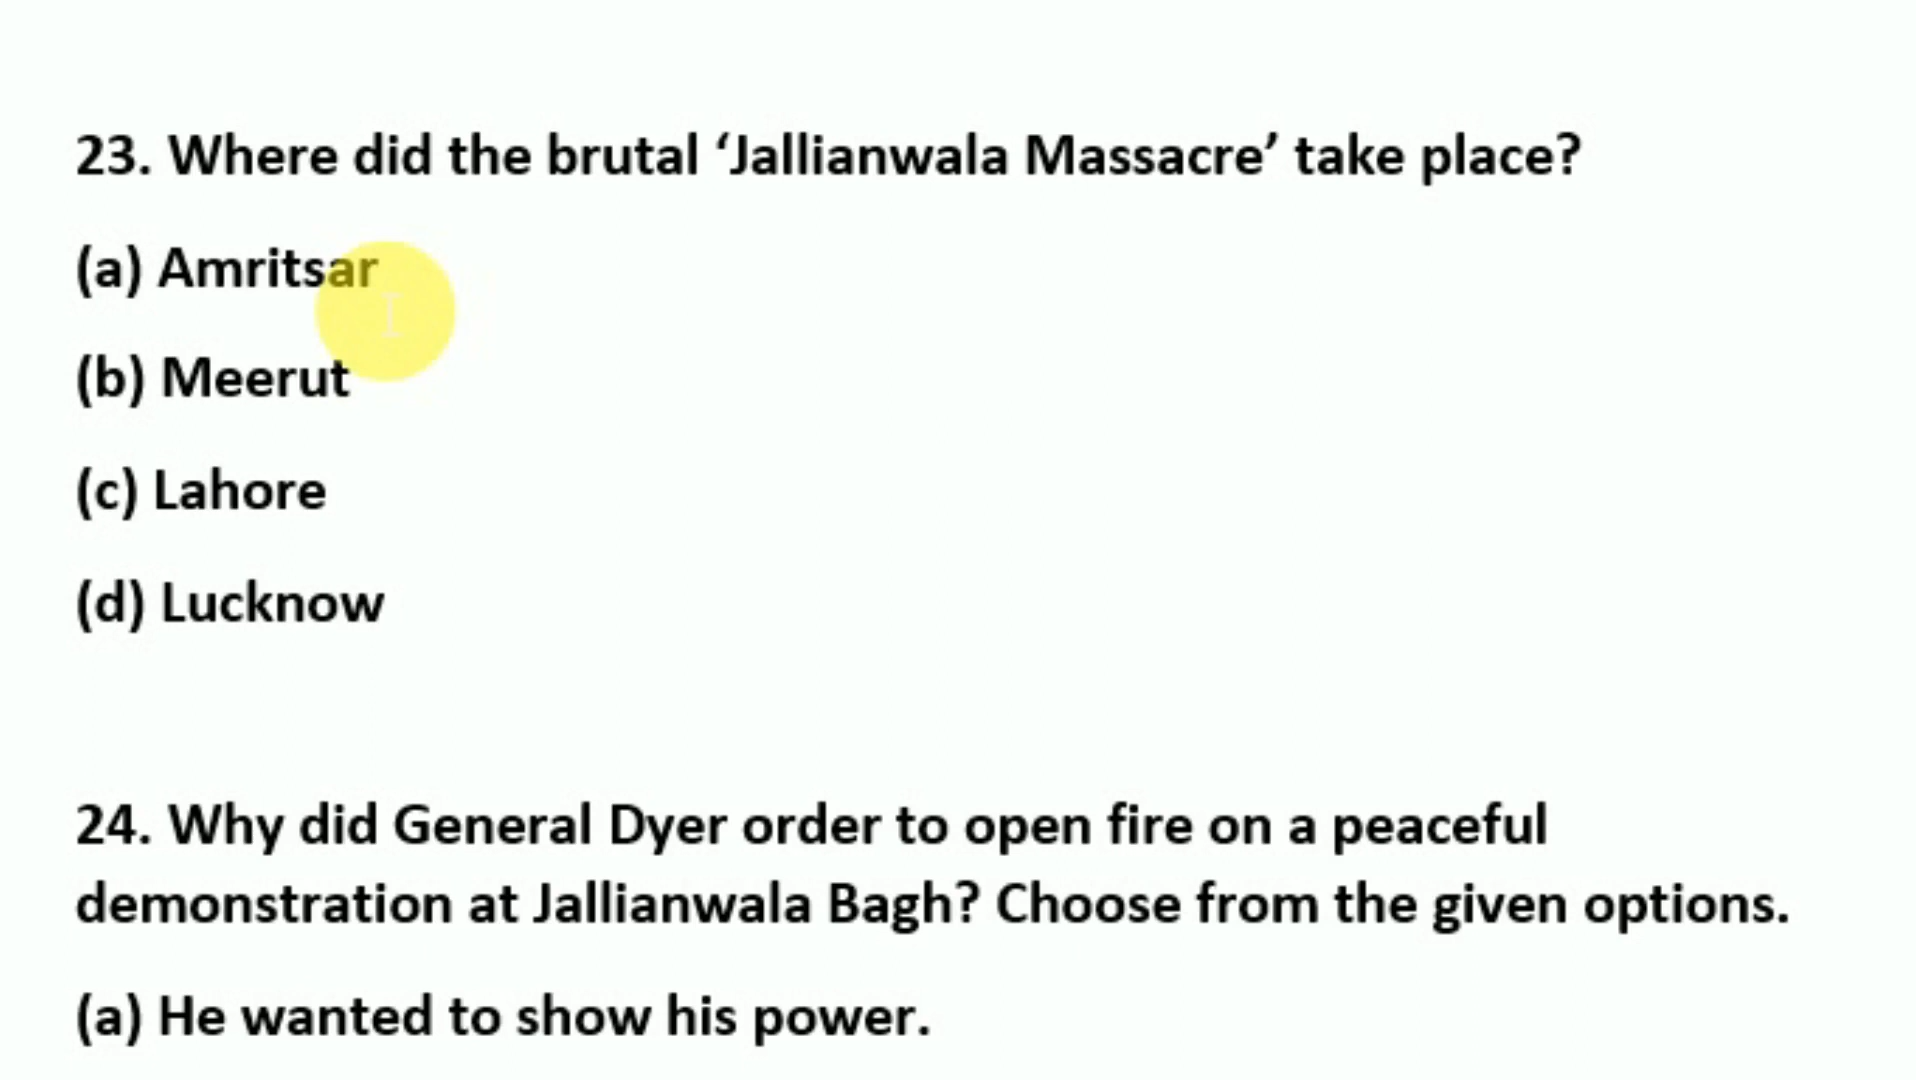 23. Where did the brutal ‘Jallianwala Massacre’ take place?
(a) Amritsar
(b) Meerut
(c) Lahore
(d) Lucknow
24. Why did General Dyer order to open fire on a peaceful
demonstration at Jallianwala Bagh? Choose from the given options.
(a) He wanted to show his power.